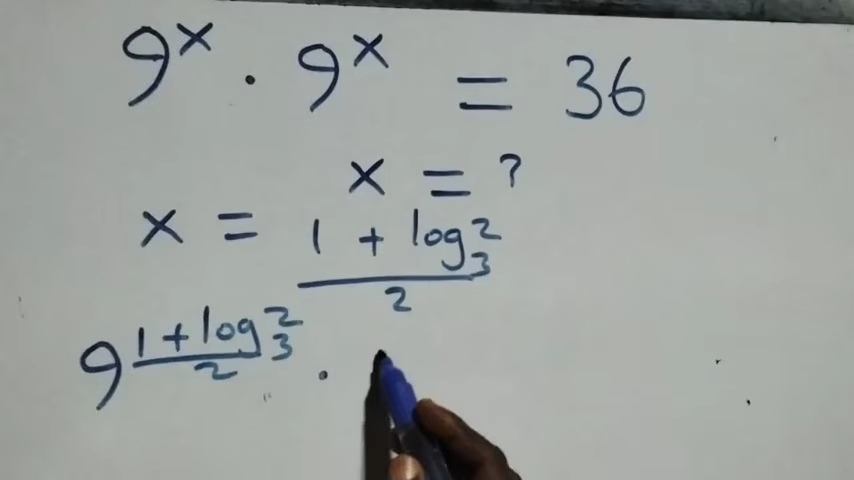 9^x · 9^x = 36
x = ?
x = (1 + log₃²)/2
9^((1 + log₃²)/2) ·